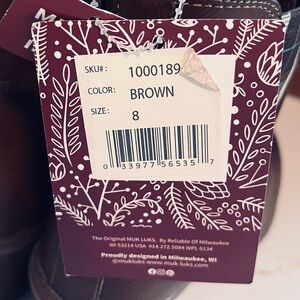 SKU#: 1000189
COLOR: BROWN
SIZE: 8
0 33977 56535 7
The Original MUK LUKS. By Reliable Of Milwaukee
WI 53214 USA 414.272.5084 WPL 6134
Proudly designed in Milwaukee, WI
@mukluks www.muk-luks.com